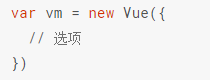 var vm = new Vue({
  // 选项
})